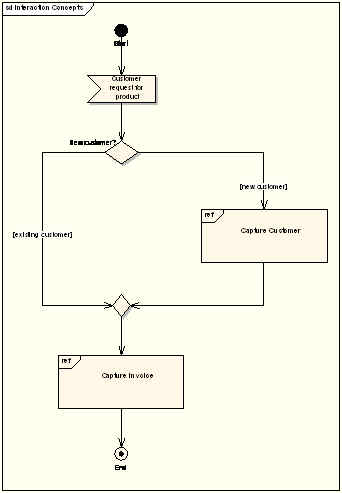 sd Interaction Concepts
Start
Customer
request for
product
New customer?
[new customer]
ref
Capture Customer
[existing customer]
ref
Capture Invoice
End